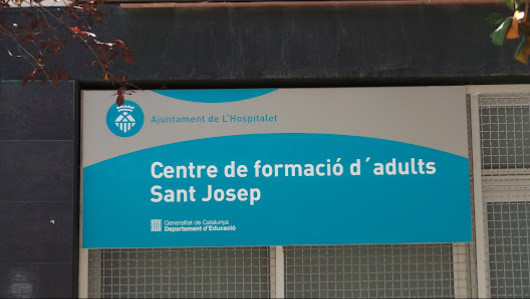 Ajuntament de L'Hospitalet
Centre de formació d´adults
Sant Josep
Generalitat de Catalunya
Departament d'Educació